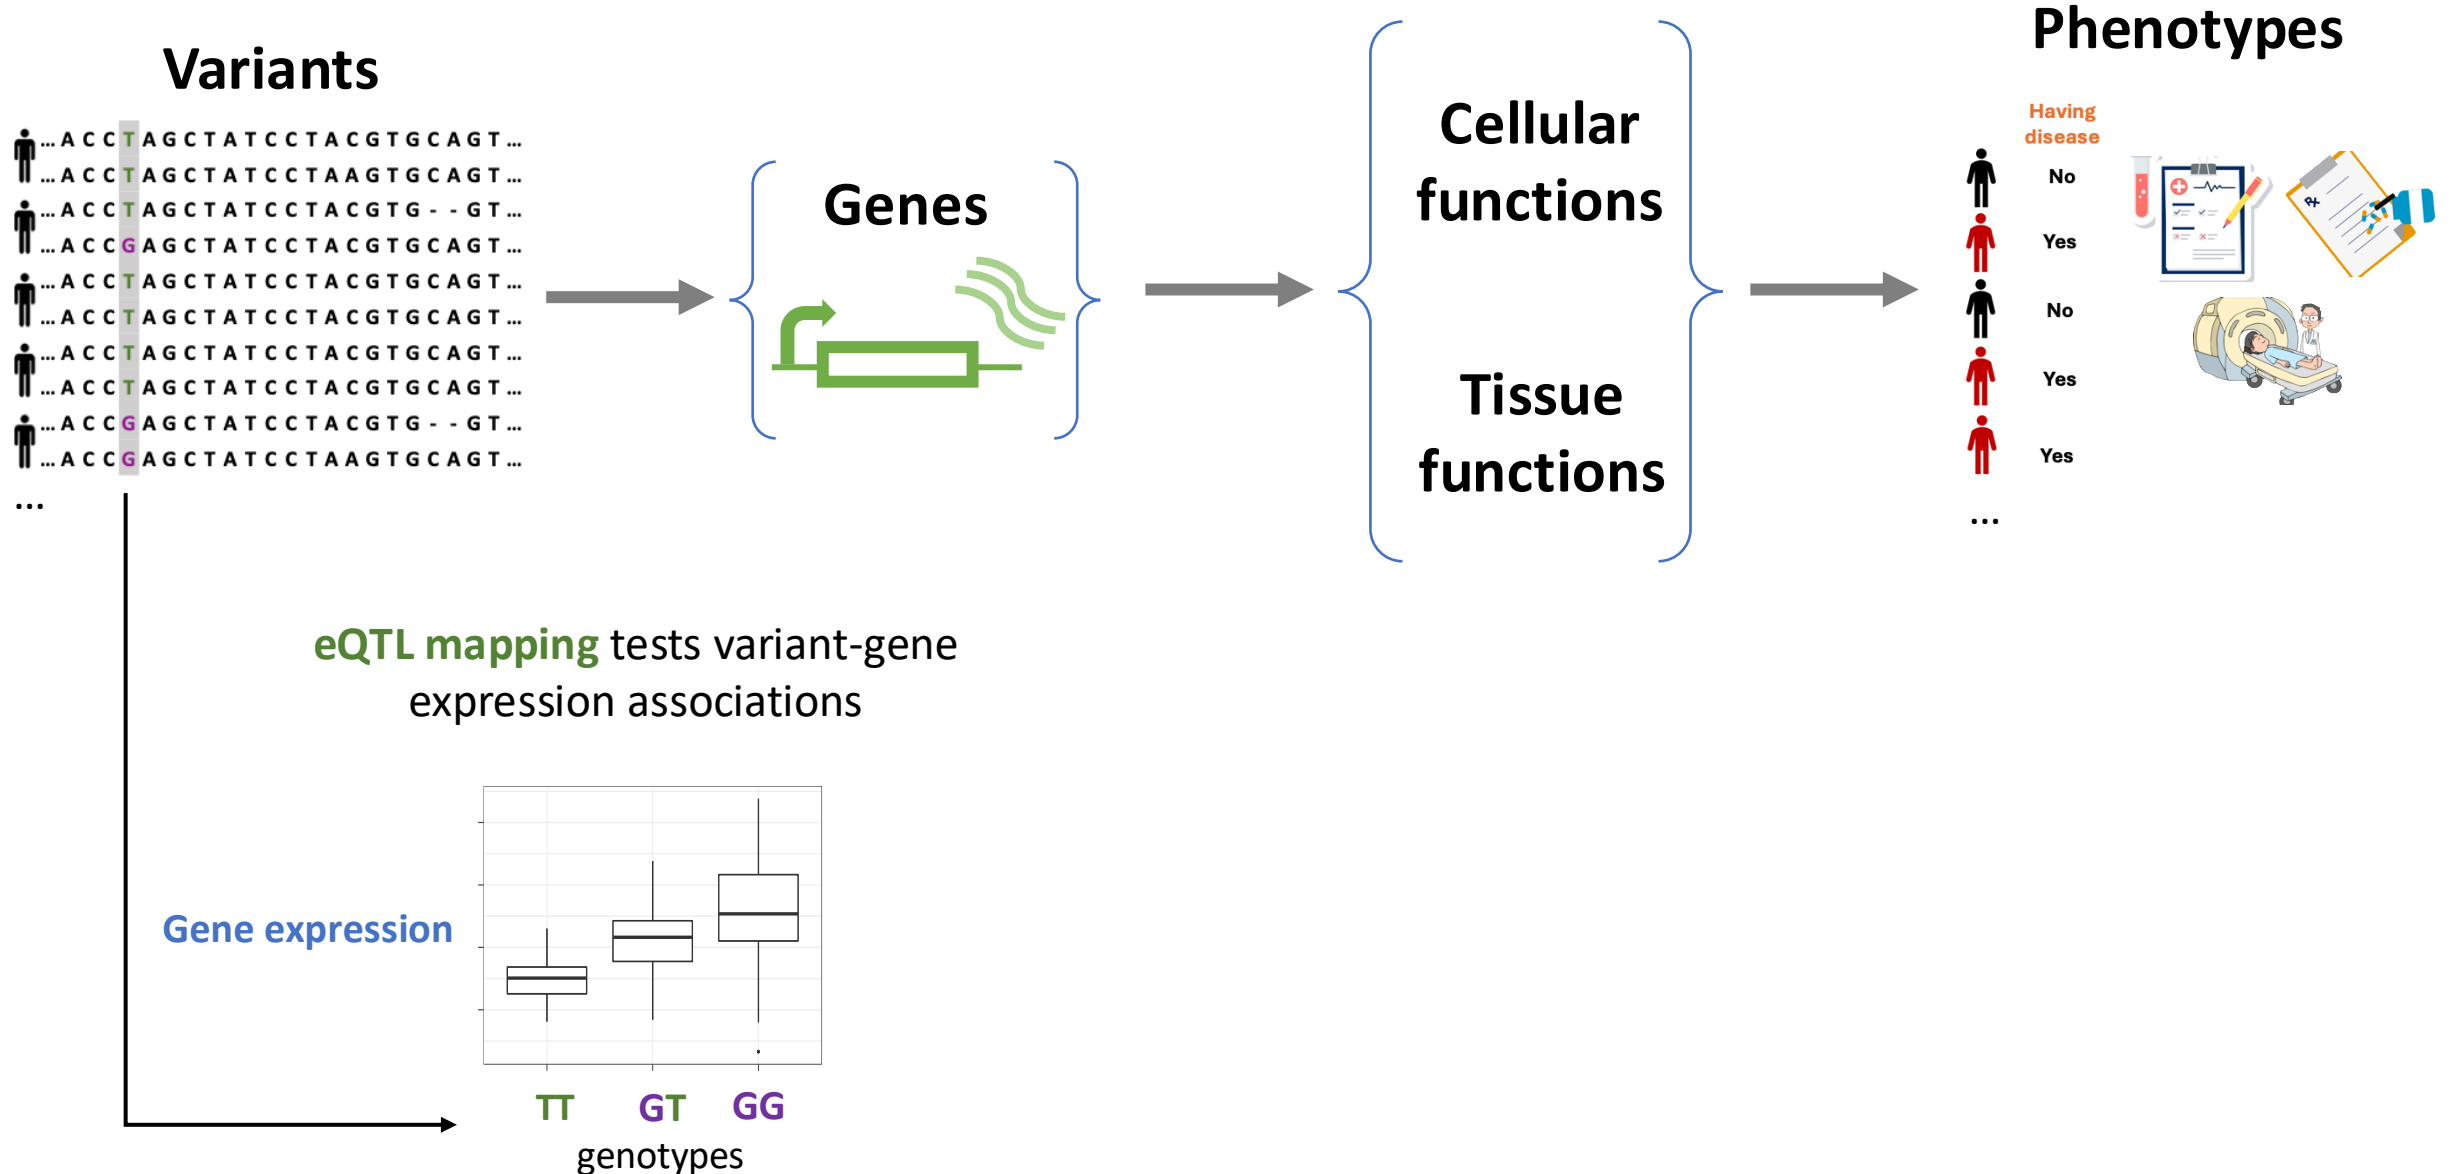 Variants
...ACCTAGCTATCCTACGTGCAGT...
...ACCTAGCTATCCTAAGTGCAGT...
...ACCTAGCTATCCTACGTG--GT...
...ACCGAGCTATCCTACGTGCAGT...
...ACCTAGCTATCCTACGTGCAGT...
...ACCTAGCTATCCTACGTGCAGT...
...ACCTAGCTATCCTACGTGCAGT...
...ACCTAGCTATCCTACGTGCAGT...
...ACCGAGCTATCCTACGTG--GT...
...ACCGAGCTATCCTAAGTGCAGT...
...
Genes
Cellular
functions
Tissue
functions
Phenotypes
Having
disease
No
Yes
No
Yes
Yes
...
eQTL mapping tests variant-gene
expression associations
Gene expression
TT GT GG
genotypes